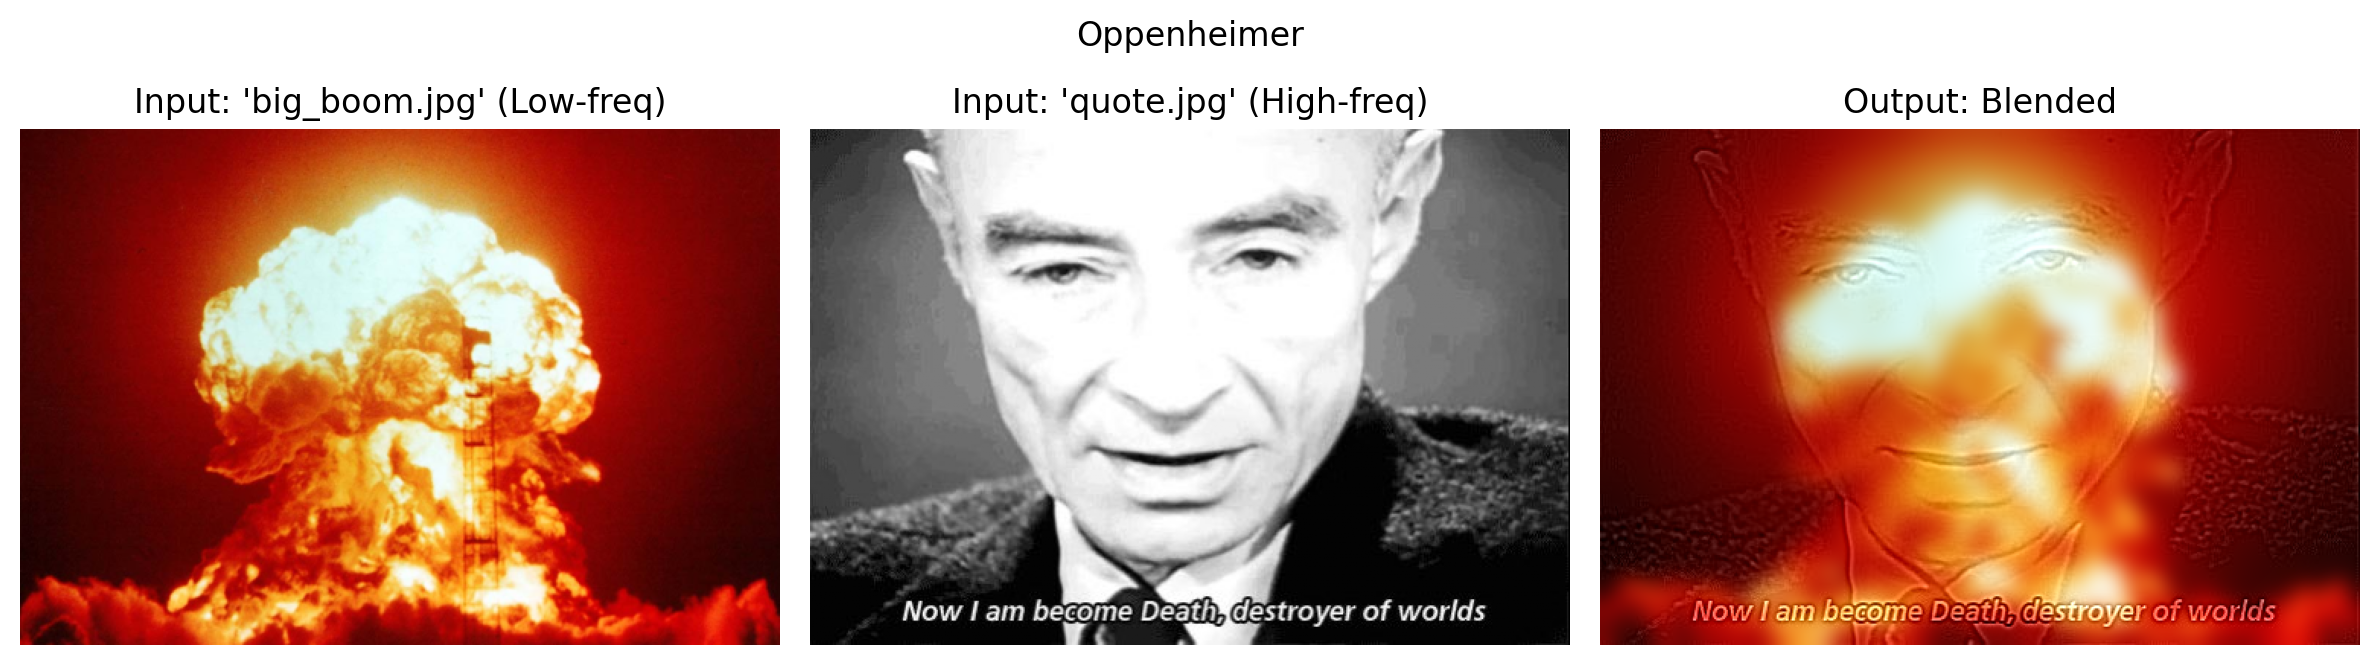 Oppenheimer
Input: 'big_boom.jpg' (Low-freq)
Input: 'quote.jpg' (High-freq)
Output: Blended
Now I am become Death, destroyer of worlds
Now I am become Death, destroyer of worlds